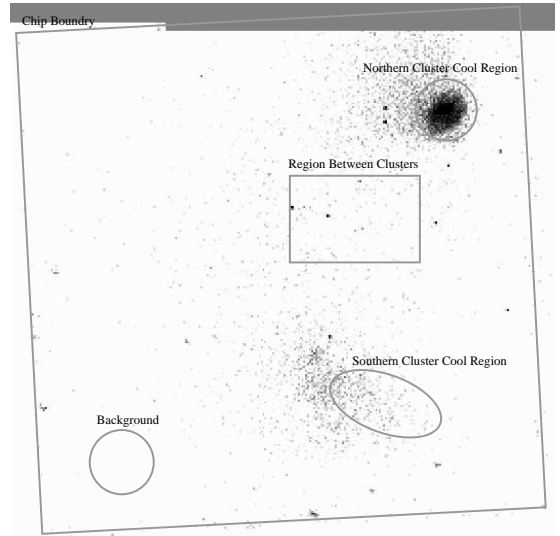 Chip Boundry
Northern Cluster Cool Region
Region Between Clusters
Southern Cluster Cool Region
Background